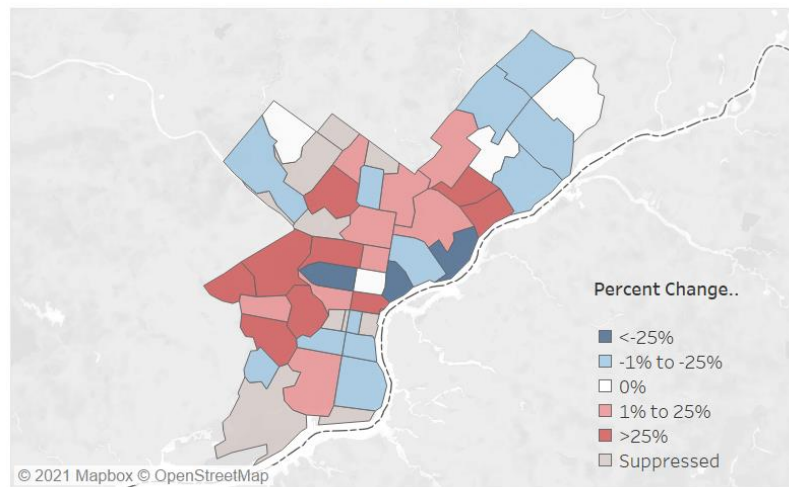 Percent Change..
<-25%
-1% to -25%
0%
1% to 25%
>25%
Suppressed
© 2021 Mapbox © OpenStreetMap